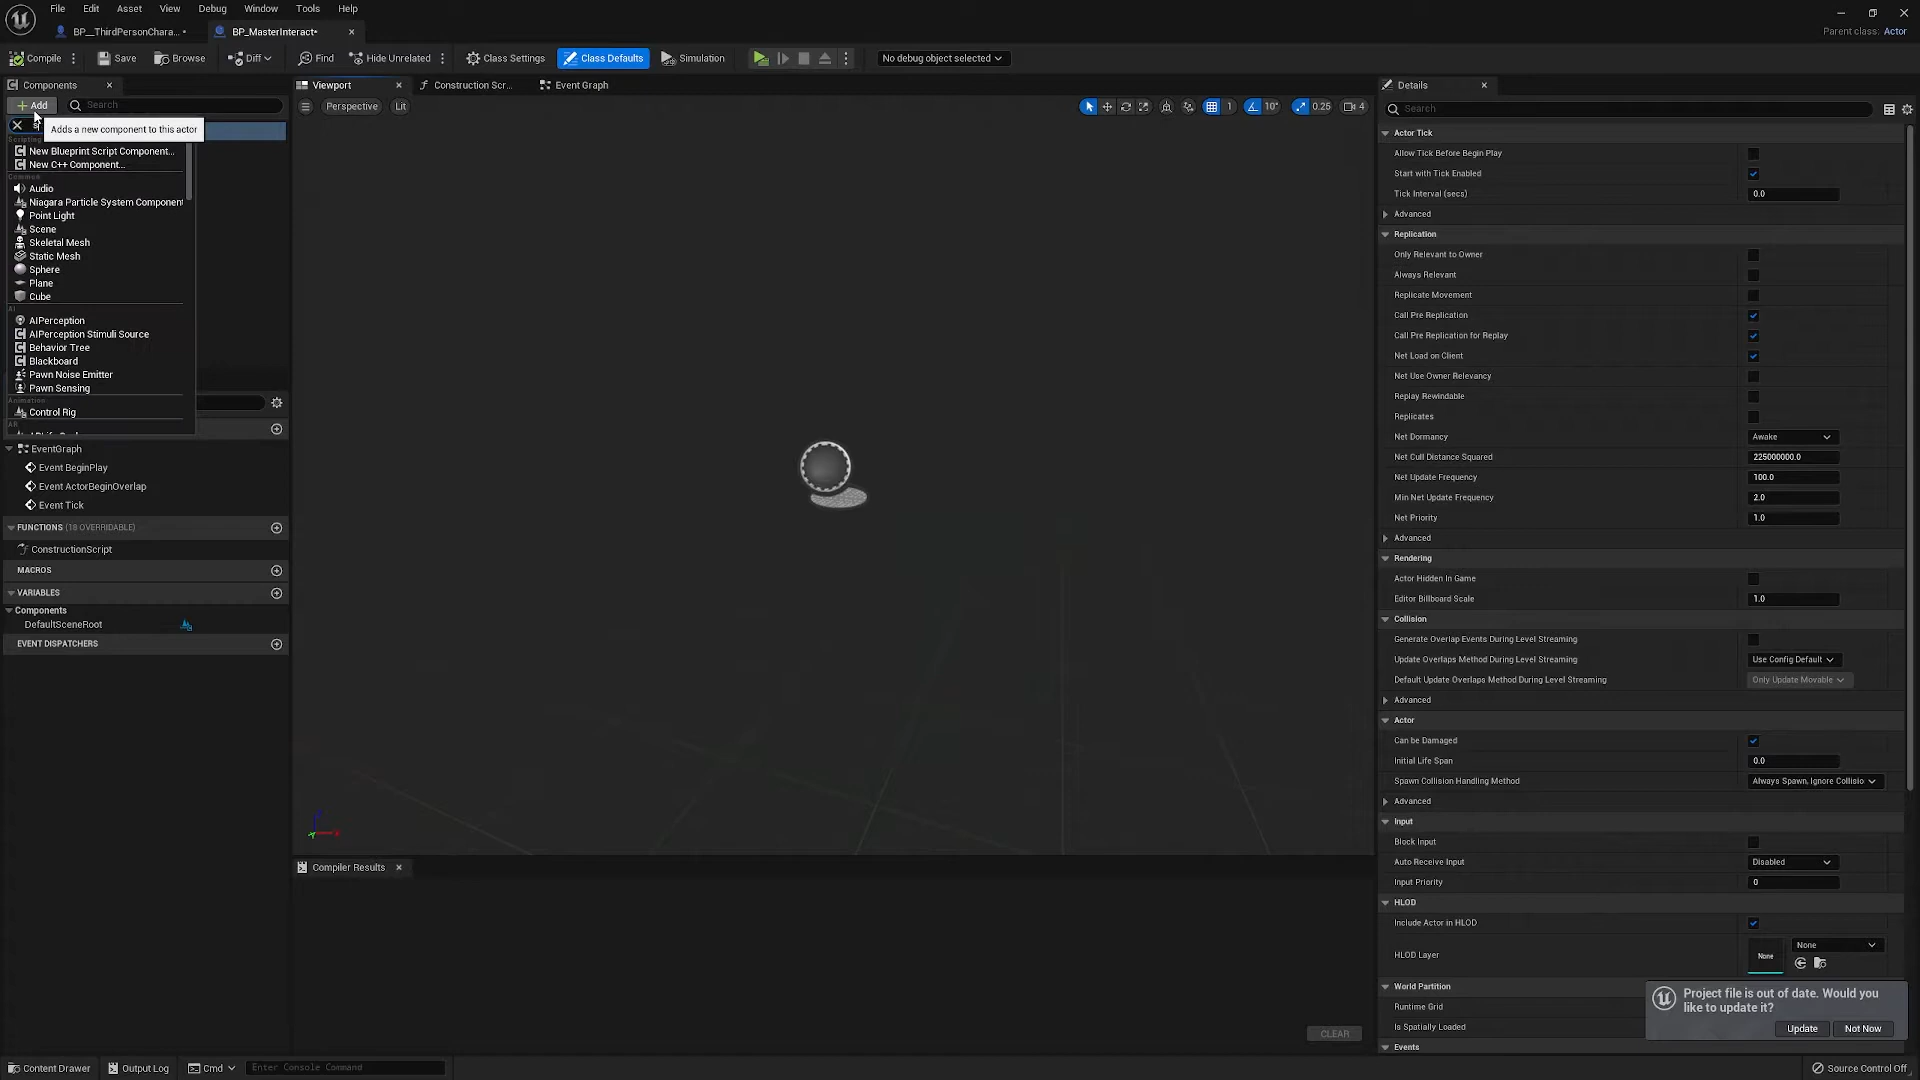 File Edit Asset View Debug Window Tools Help
BP__ThirdPersonChara...• BP_MasterInteract•
Parent class: Actor
Compile Save Browse Diff Find Hide Unrelated Class Settings Class Defaults Simulation No debug object selected
Components
Viewport Construction Scr... Event Graph
Details
Add Search
Perspective Lit 1 10° 0.25 4
Search
Adds a new component to this actor
New Blueprint Script Component...
New C++ Component...
Common
Audio
Niagara Particle System Component
Point Light
Scene
Skeletal Mesh
Static Mesh
Sphere
Plane
Cube
AI
AIPerception
AIPerception Stimuli Source
Behavior Tree
Blackboard
Pawn Noise Emitter
Pawn Sensing
Animation
Control Rig
AR
EventGraph
Event BeginPlay
Event ActorBeginOverlap
Event Tick
FUNCTIONS (18 OVERRIDABLE)
ConstructionScript
MACROS
VARIABLES
Components
DefaultSceneRoot
EVENT DISPATCHERS
Compiler Results
CLEAR
Actor Tick
Allow Tick Before Begin Play
Start with Tick Enabled
Tick Interval (secs) 0.0
Advanced
Replication
Only Relevant to Owner
Always Relevant
Replicate Movement
Call Pre Replication
Call Pre Replication for Replay
Net Load on Client
Net Use Owner Relevancy
Replay Rewindable
Replicates
Net Dormancy Awake
Net Cull Distance Squared 225000000.0
Net Update Frequency 100.0
Min Net Update Frequency 2.0
Net Priority 1.0
Advanced
Rendering
Actor Hidden In Game
Editor Billboard Scale 1.0
Collision
Generate Overlap Events During Level Streaming
Update Overlaps Method During Level Streaming Use Config Default
Default Update Overlaps Method During Level Streaming Only Update Movable
Advanced
Actor
Can be Damaged
Initial Life Span 0.0
Spawn Collision Handling Method Always Spawn, Ignore Collisio
Advanced
Input
Block Input
Auto Receive Input Disabled
Input Priority 0
HLOD
Include Actor in HLOD
HLOD Layer None None
World Partition
Runtime Grid
Is Spatially Loaded
Events
Project file is out of date. Would you
like to update it?
Update Not Now
Content Drawer Output Log Cmd Enter Console Command Source Control Off